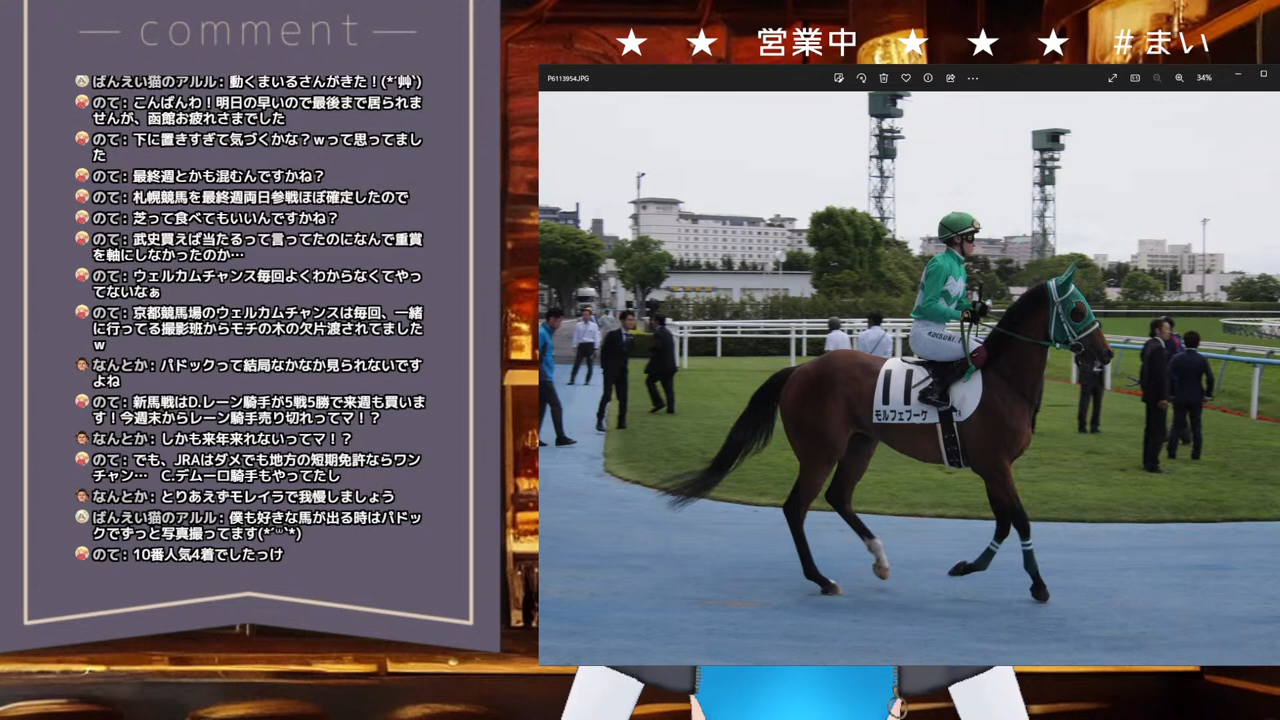 comment
ばんえい猫のアルル : 動くまいるさんがきた！(*´艸`)
のて : こんばんわ！明日の早いので最後まで居られま
せんが、函館お疲れさまでした
のて : 下に置きすぎて気づくかな？ｗって思ってまし
た
のて : 最終週とかも混むんですかね？
のて : 札幌競馬を最終週両日参戦ほぼ確定したので
のて : 芝って食べてもいいんですかね？
のて : 武史買えば当たるって言ってたのになんで重賞
を軸にしなかったのか…
のて : ウェルカムチャンス毎回よくわからなくてやっ
てないなぁ
のて : 京都競馬場のウェルカムチャンスは毎回、一緒
に行ってる撮影班からモチの木の欠片渡されてました
ｗ
なんとか : パドックって結局なかなか見られないです
よね
のて : 新馬戦はD.レーン騎手が5戦5勝で来週も買いま
す！今週末からレーン騎手売り切れってマ！？
なんとか : しかも来年来れないってマ！？
のて : でも、JRAはダメでも地方の短期免許ならワン
チャン… C.デムーロ騎手もやってたし
なんとか : とりあえずモレイラで我慢しましょう
ばんえい猫のアルル : 僕も好きな馬が出る時はパドッ
クでずっと写真撮ってます(*´꒳`*)
のて : 10番人気4着でしたっけ
★ ★ 営業中 ★ ★ ★ #まい
P6113954.JPG
34%
KOTSUKI
11
モルフェブーケ